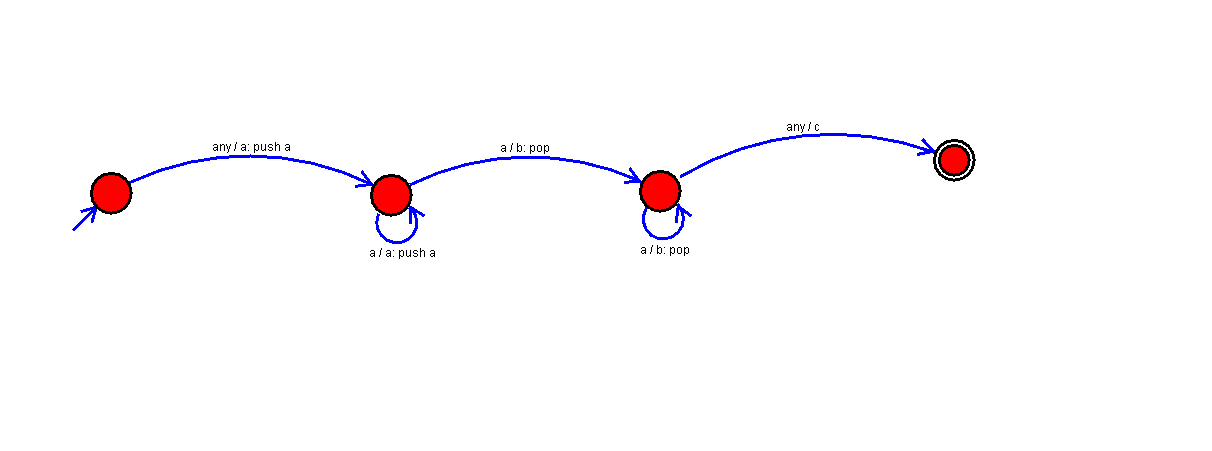 any / a: push a
a / b: pop
any / c
a / a: push a
a / b: pop